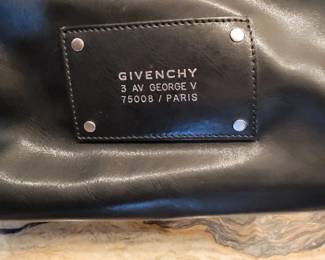 GIVENCHY
3 AV GEORGE V
75008 / PARIS